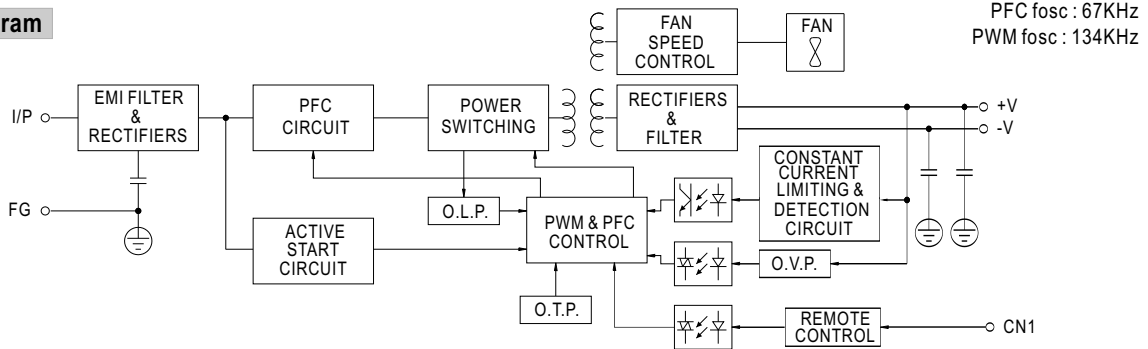 ram
PFC fosc : 67KHz
PWM fosc : 134KHz
FAN
SPEED
CONTROL
FAN
I/P
EMI FILTER
&
RECTIFIERS
PFC
CIRCUIT
POWER
SWITCHING
RECTIFIERS
&
FILTER
+V
-V
CONSTANT
CURRENT
LIMITING &
DETECTION
CIRCUIT
FG
O.L.P.
PWM & PFC
CONTROL
ACTIVE
START
CIRCUIT
O.V.P.
O.T.P.
REMOTE
CONTROL
CN1